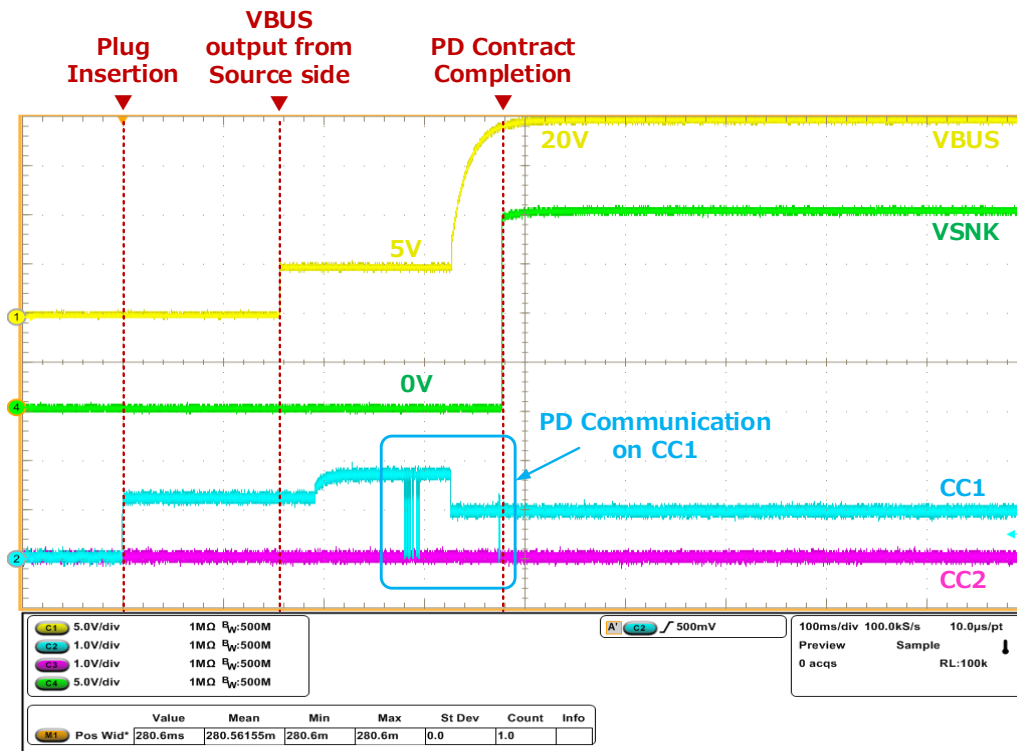 Plug
Insertion
VBUS
output from
Source side
PD Contract
Completion
20V
VBUS
VSNK
5V
1
0V
4
PD Communication
on CC1
CC1
2
CC2
C1 5.0V/div 1MΩ BW:500M
C2 1.0V/div 1MΩ BW:500M
C3 1.0V/div 1MΩ BW:500M
C4 5.0V/div 1MΩ BW:500M
A' C2 500mV
100ms/div 100.0kS/s 10.0µs/pt
Preview Sample
0 acqs RL:100k
Value Mean Min Max St Dev Count Info
M1 Pos Wid* 280.6ms 280.56155m 280.6m 280.6m 0.0 1.0